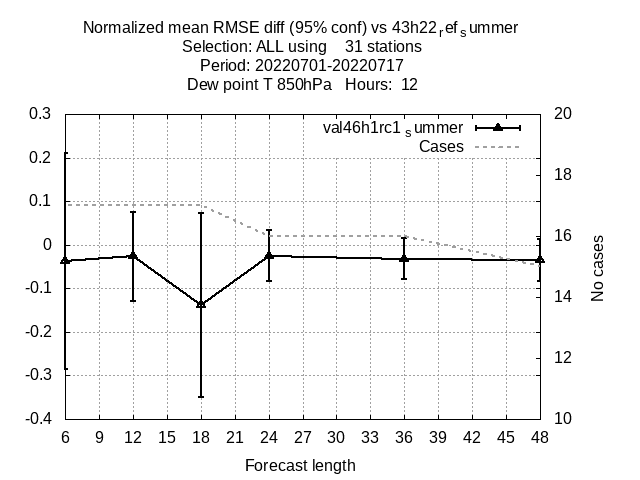 Normalized mean RMSE diff (95% conf) vs 43h22ref summer
Selection: ALL using 31 stations
Period: 20220701-20220717
Dew point T 850hPa Hours: 12
val46h1rc1 summer
Cases
0.3
0.2
0.1
0
-0.1
-0.2
-0.3
-0.4
20
18
16
14
12
10
No cases
6 9 12 15 18 21 24 27 30 33 36 39 42 45 48
Forecast length